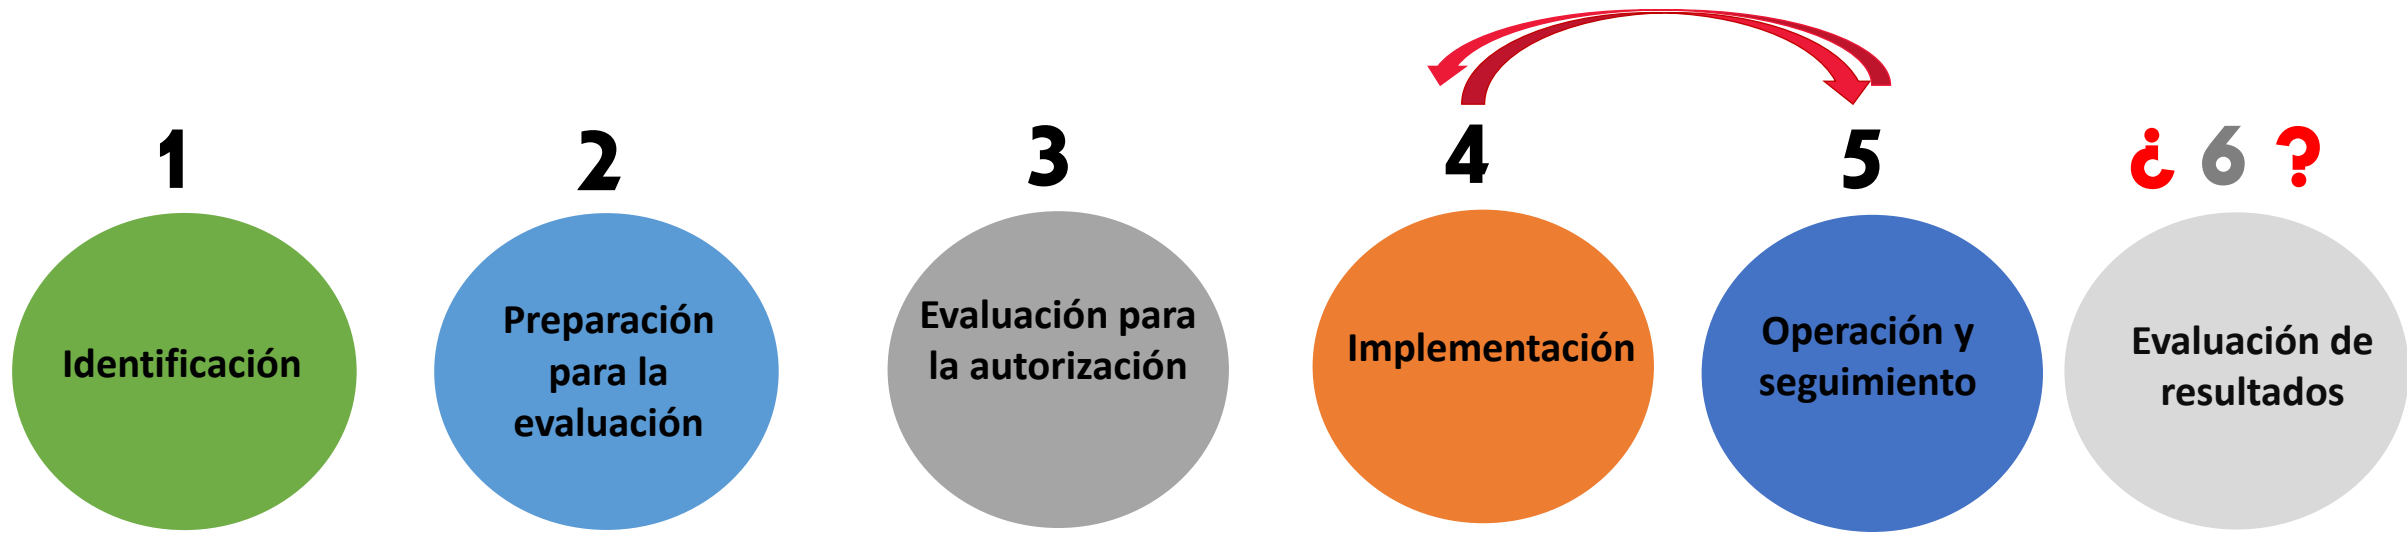 1
2
3
4
5
¿ 6 ?
Identificación
Preparación
para la
evaluación
Evaluación para
la autorización
Implementación
Operación y
seguimiento
Evaluación de
resultados